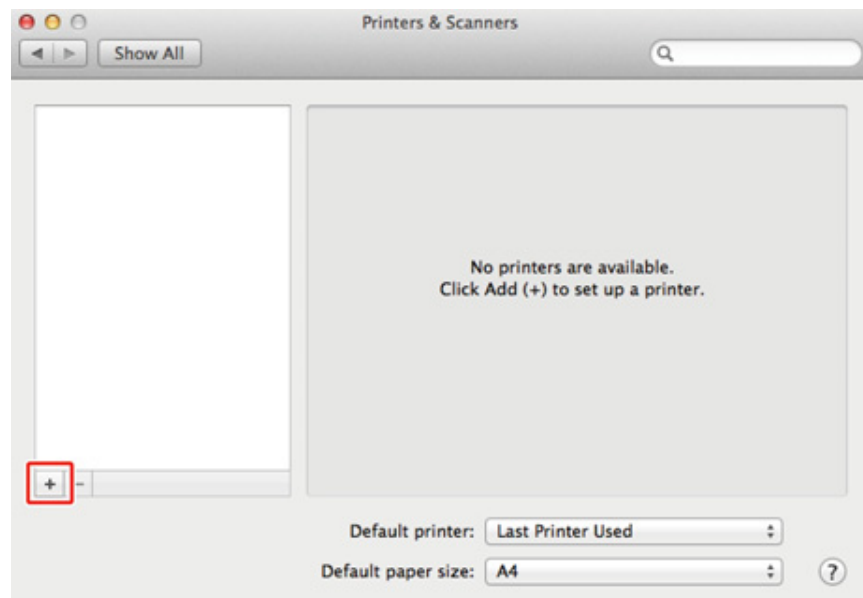 Printers & Scanners
Show All
No printers are available.
Click Add (+) to set up a printer.
+ -
Default printer: Last Printer Used
Default paper size: A4 ?